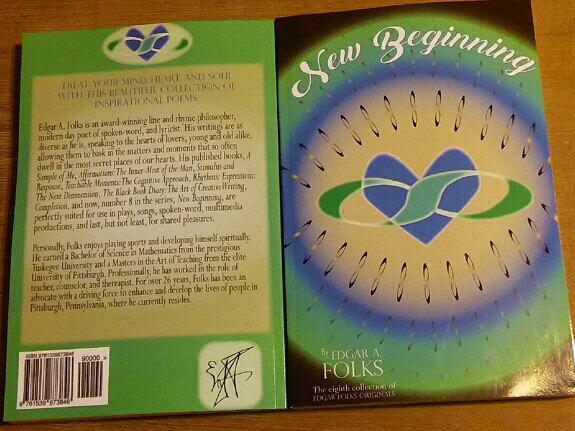 TREAT YOUR MIND, HEART, AND SOUL
WITH THIS BEAUTIFUL COLLECTION OF
INSPIRATIONAL POEMS.
Edgar A. Folks is an award-winning line and rhyme philosopher,
modern day poet of spoken-word, and lyricist. His writings are as
diverse as he is, speaking to the hearts of lovers, young and old alike,
allowing them to bask in the matters and moments that so often
dwell in the most secret places of our hearts. His published books, A
Sample of Me, Affirmations: The Inner-Most of the Man, Stimulus and
Response, Teachable Moments: The Cognitive Approach, Rhythmic Expressions:
The Next Dimension, The Black Book Diary: The Art of Creative Writing,
Completion, and now, number 8 in the series, New Beginning, are
perfectly suited for use in plays, songs, spoken-word, multimedia
productions, and last, but not least, for shared pleasures.
Personally, Folks enjoys playing sports and developing himself spiritually.
He earned a Bachelor of Science in Mathematics from the prestigious
Tuskegee University and a Masters in the Art of Teaching from the elite
University of Pittsburgh. Professionally, he has worked in the role of
teacher, counselor, and thereapist. For over 26 years, Folks has been an
advocate with a driving force to enhance and develop the lives of people in
Pittsburgh, Pennsylvania, where he currently resides.
ISBN 9781539873846
90000 >
9 781539 873846
New Beginning
By EDGAR A.
FOLKS
The eighth collection of
EDGAR FOLKS ORIGINALS